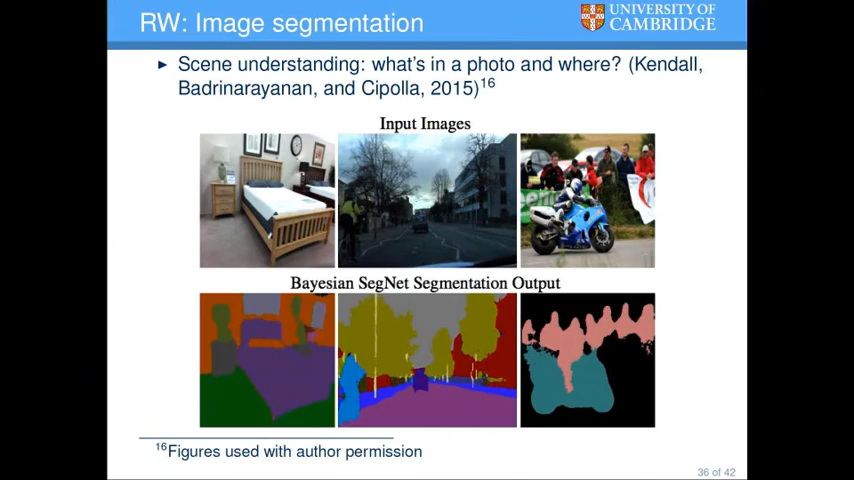 RW: Image segmentation
UNIVERSITY OF
CAMBRIDGE
► Scene understanding: what's in a photo and where? (Kendall,
Badrinarayanan, and Cipolla, 2015)16
Input Images
Bayesian SegNet Segmentation Output
16Figures used with author permission
36 of 42